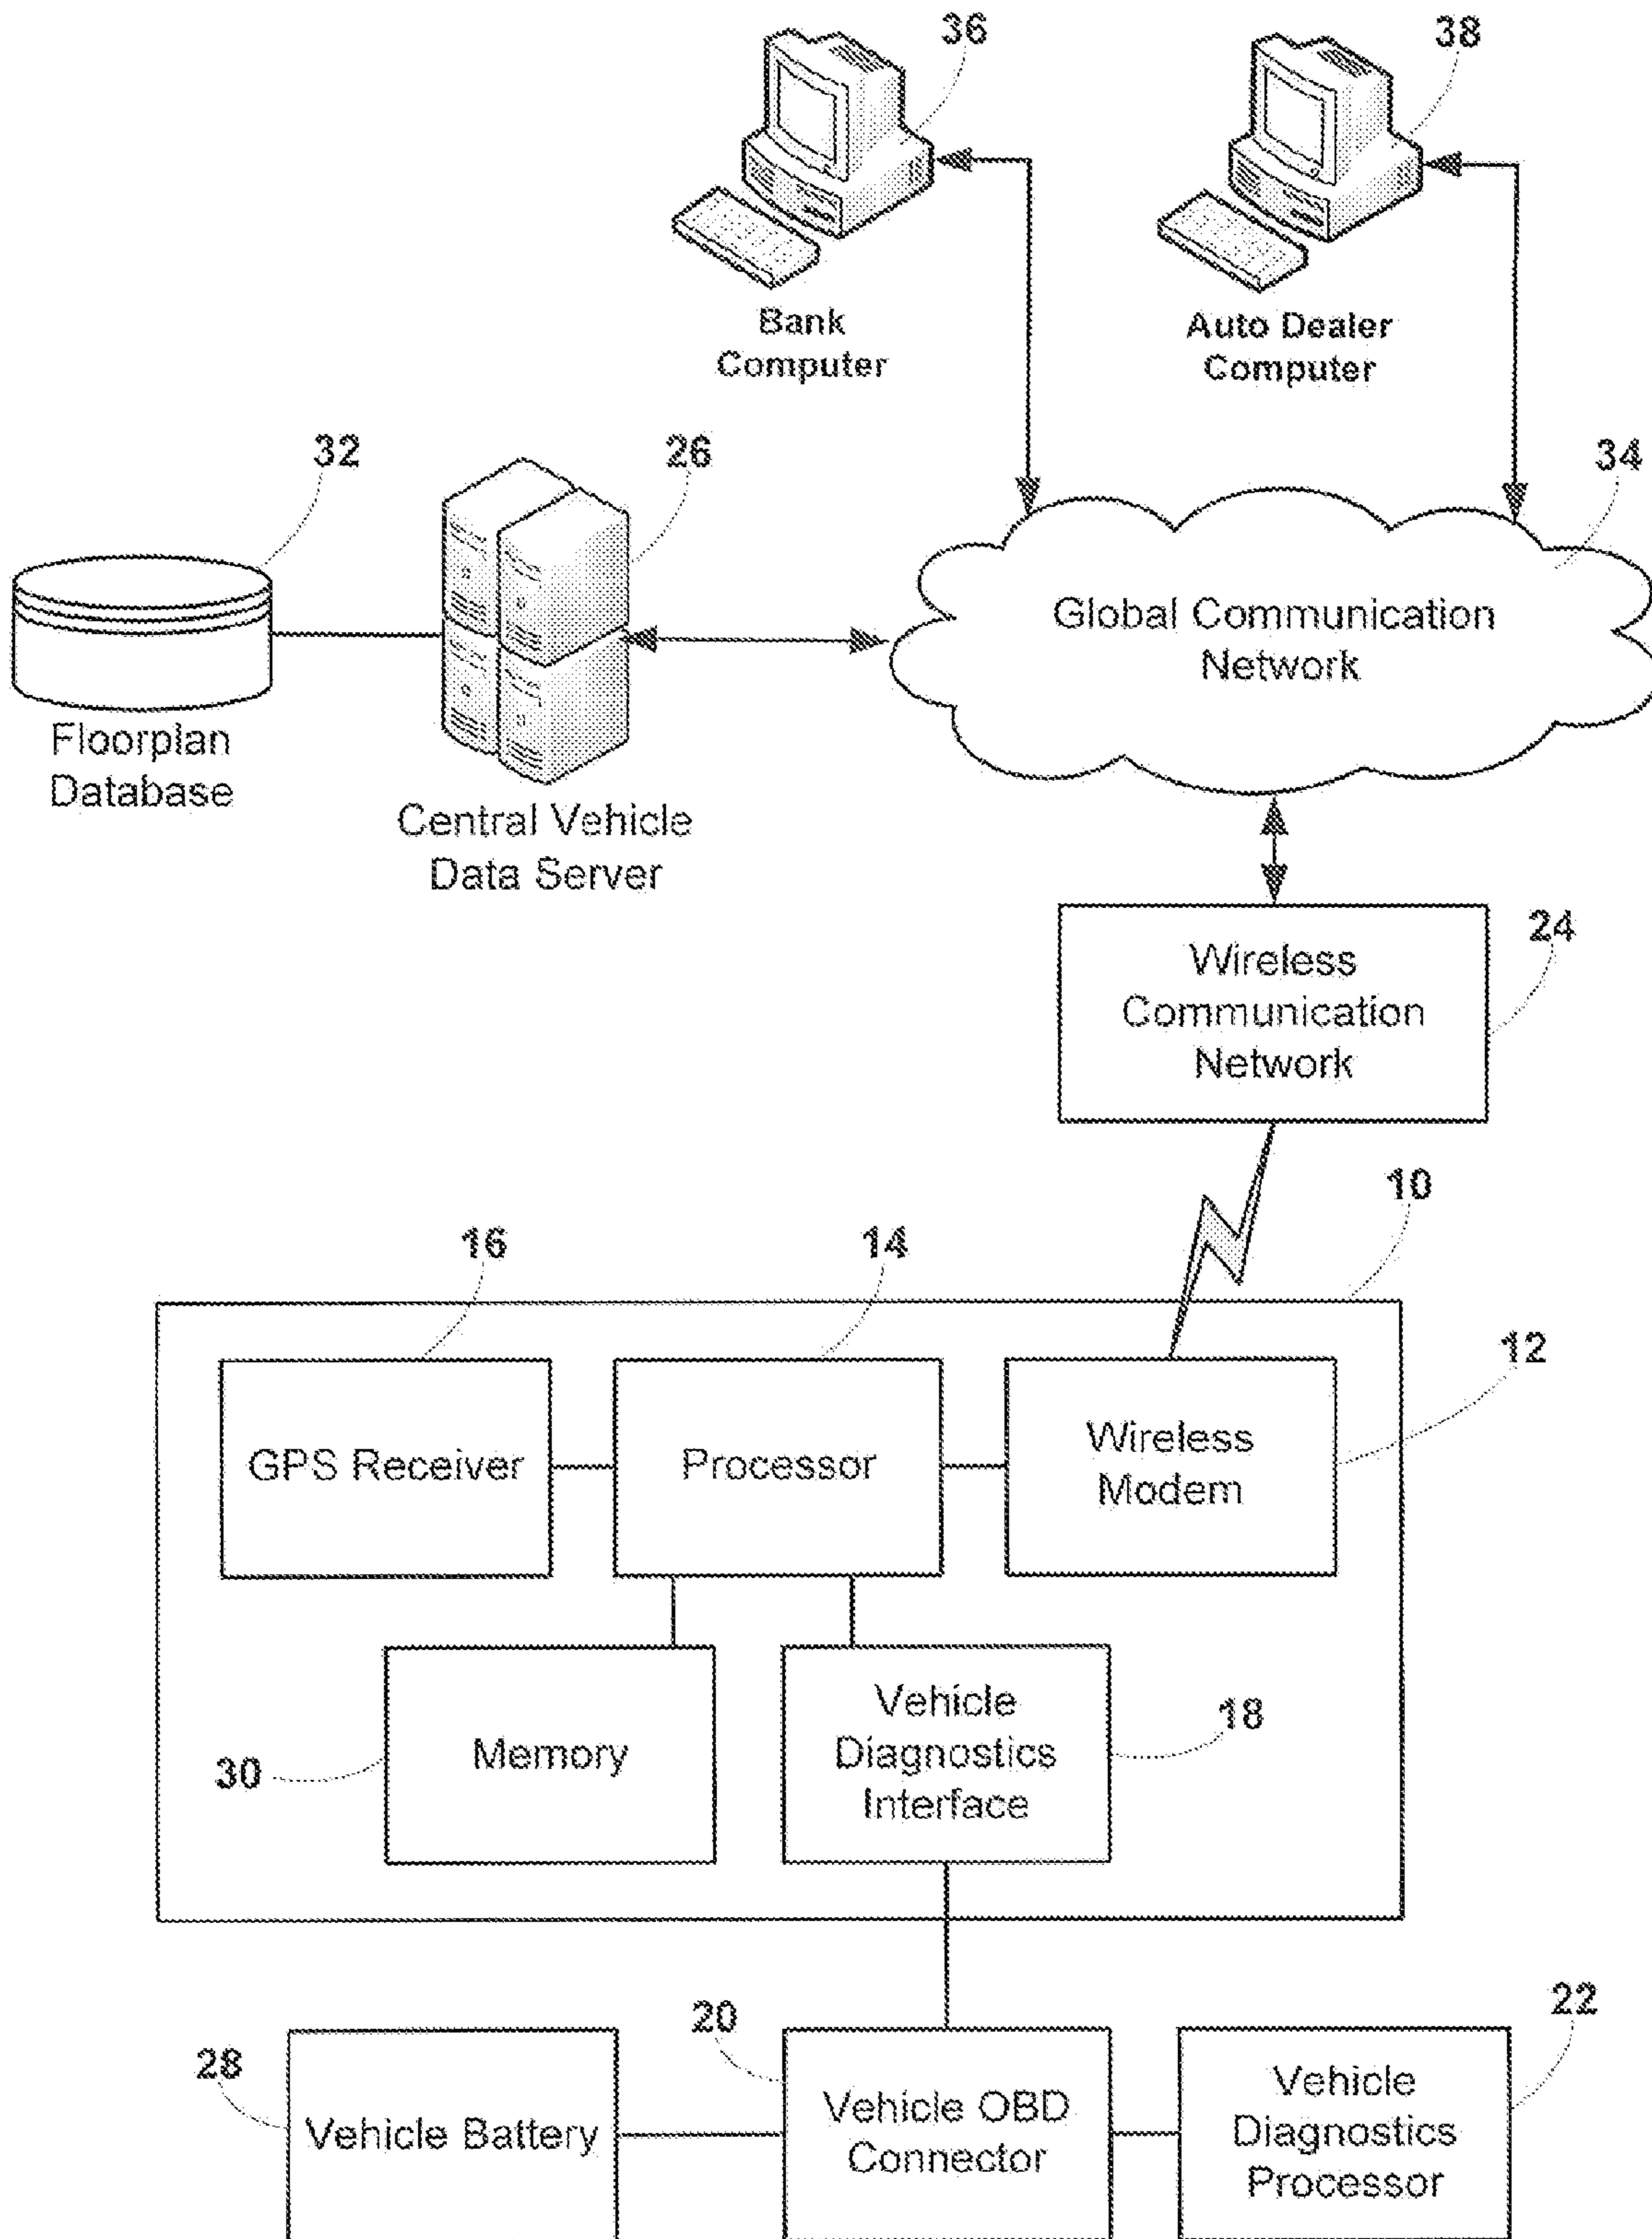 36
38
Bank
Computer
Auto Dealer
Computer
32
26
34
Global Communication
Network
Floorplan
Database
Central Vehicle
Data Server
24
Wireless
Communication
Network
10
16
14
12
GPS Receiver
Processor
Wireless
Modem
30
Memory
Vehicle
Diagnostics
Interface
18
20
22
28
Vehicle Battery
Vehicle OBD
Connector
Vehicle
Diagnostics
Processor